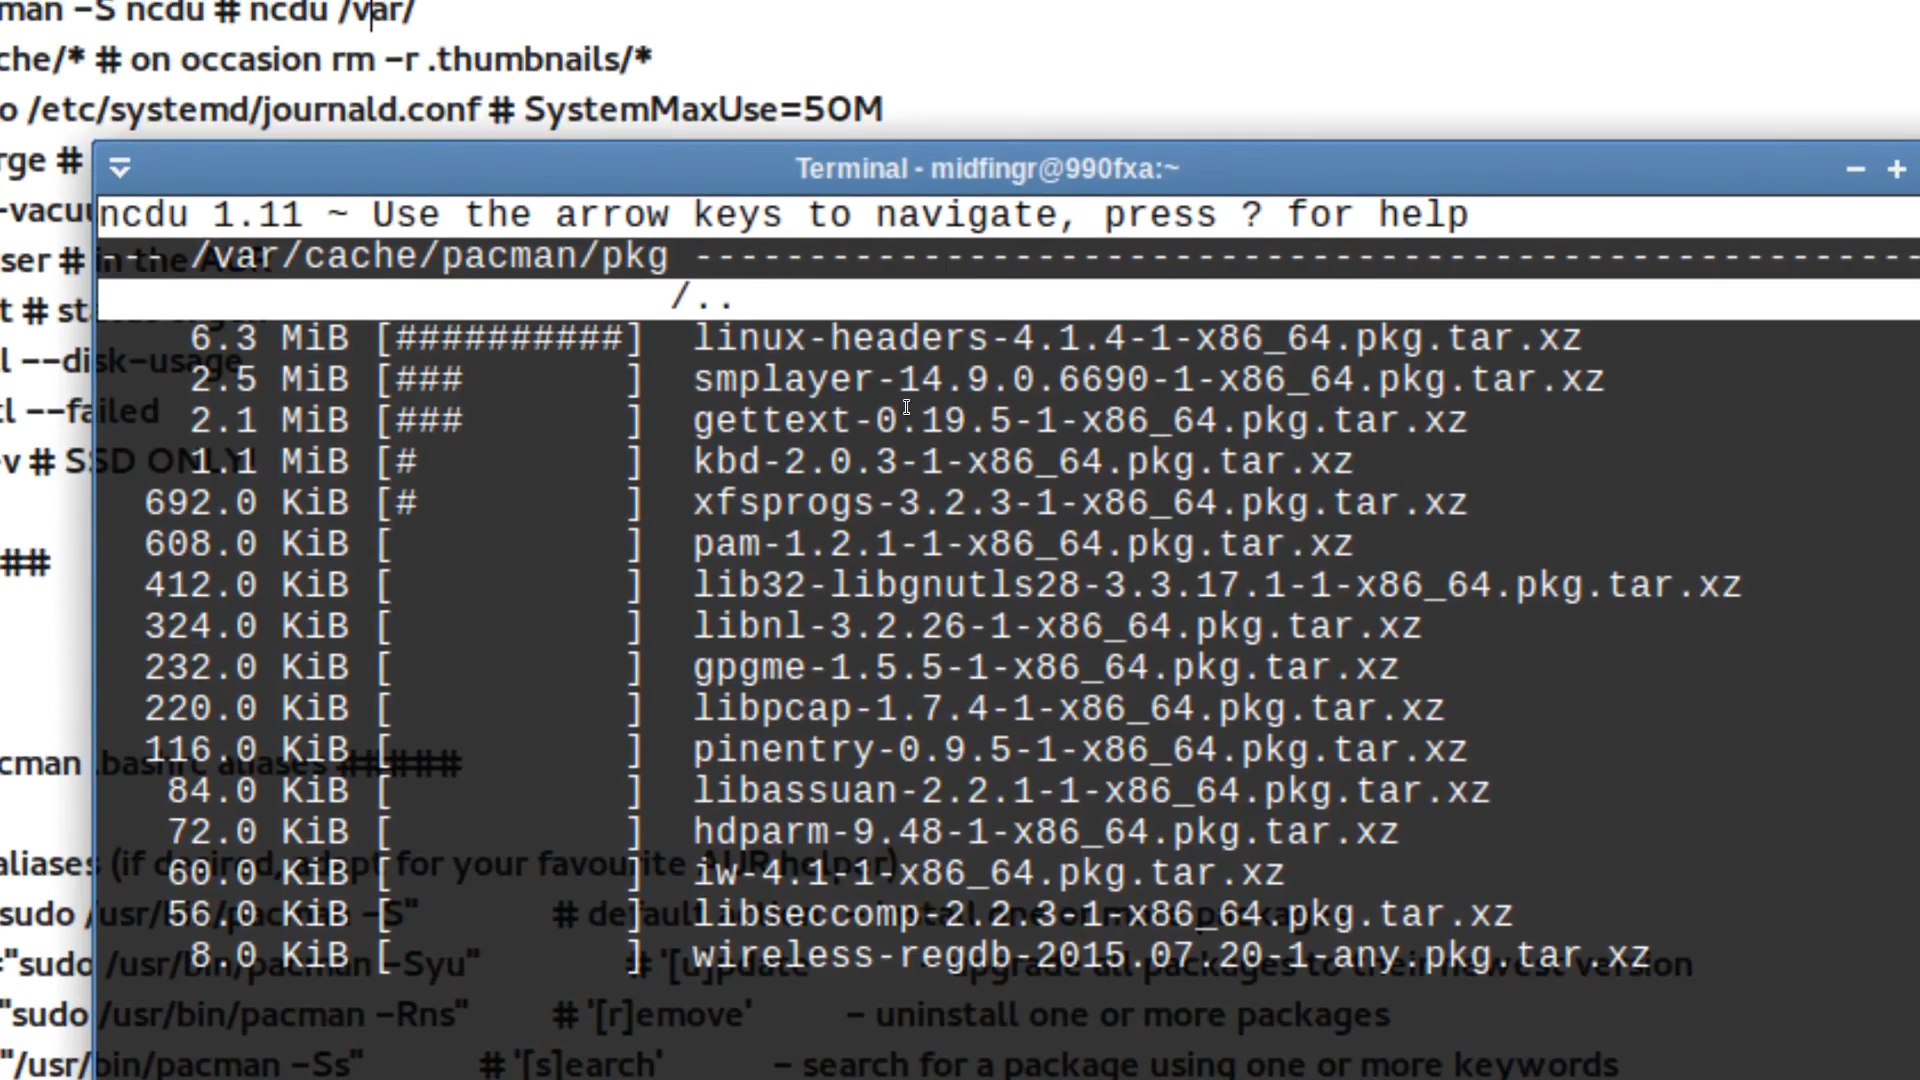 man -S ncdu # ncdu /var/
che/* # on occasion rm -r .thumbnails/*
o /etc/systemd/journald.conf # SystemMaxUse=50M
rge #
Terminal - midfingr@990fxa:~
-vacuu
ncdu 1.11 ~ Use the arrow keys to navigate, press ? for help
ser # in the AUR
--- /var/cache/pacman/pkg ----------------------------------------------------
/..
t # st
6.3 MiB [##########] linux-headers-4.1.4-1-x86_64.pkg.tar.xz
l --disk-usage
2.5 MiB [### ] smplayer-14.9.0.6690-1-x86_64.pkg.tar.xz
tl --failed
2.1 MiB [### ] gettext-0.19.5-1-x86_64.pkg.tar.xz
v # SSD ONLY!
1.1 MiB [# ] kbd-2.0.3-1-x86_64.pkg.tar.xz
692.0 KiB [# ] xfsprogs-3.2.3-1-x86_64.pkg.tar.xz
##
608.0 KiB [ ] pam-1.2.1-1-x86_64.pkg.tar.xz
412.0 KiB [ ] lib32-libgnutls28-3.3.17.1-1-x86_64.pkg.tar.xz
324.0 KiB [ ] libnl-3.2.26-1-x86_64.pkg.tar.xz
232.0 KiB [ ] gpgme-1.5.5-1-x86_64.pkg.tar.xz
220.0 KiB [ ] libpcap-1.7.4-1-x86_64.pkg.tar.xz
116.0 KiB [ ] pinentry-0.9.5-1-x86_64.pkg.tar.xz
cman .bashrc aliases #####
84.0 KiB [ ] libassuan-2.2.1-1-x86_64.pkg.tar.xz
72.0 KiB [ ] hdparm-9.48-1-x86_64.pkg.tar.xz
aliases (if desired, adapt for your favourite AUR helper)
60.0 KiB [ ] iw-4.1-1-x86_64.pkg.tar.xz
sudo /usr/bin/pacman -S" # default
56.0 KiB [ ] libseccomp-2.2.3-1-x86_64.pkg.tar.xz
="sudo /usr/bin/pacman -Syu" # '[u]pdate' - upgrade all packages to their newest version
8.0 KiB [ ] wireless-regdb-2015.07.20-1-any.pkg.tar.xz
"sudo /usr/bin/pacman -Rns" # '[r]emove' - uninstall one or more packages
"/usr/bin/pacman -Ss" # '[s]earch' - search for a package using one or more keywords